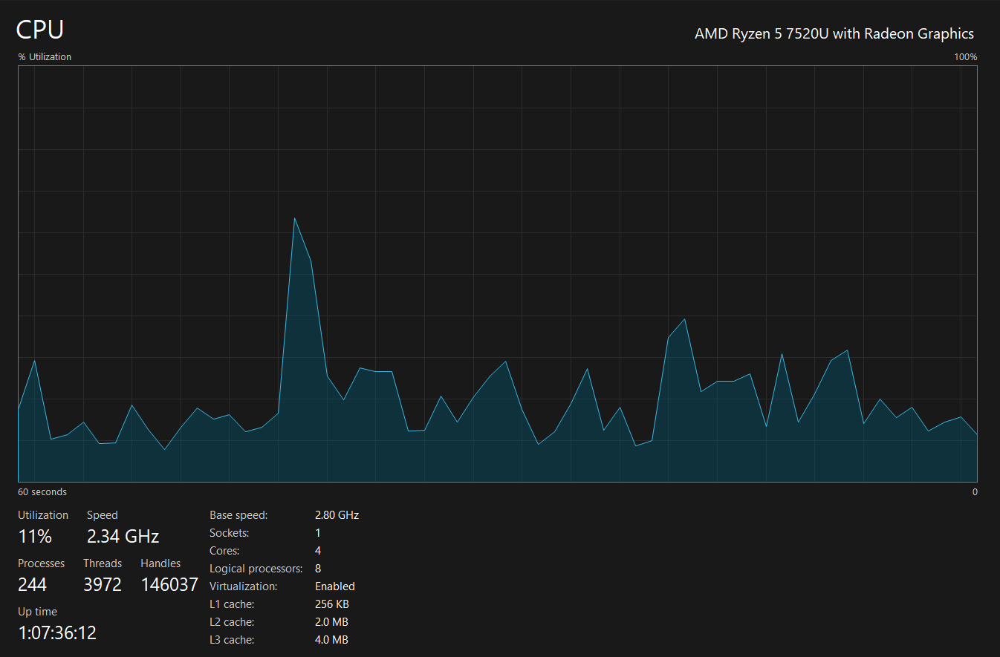 CPU
AMD Ryzen 5 7520U with Radeon Graphics
% Utilization
100%
60 seconds
0
Utilization
Speed
11%
2.34 GHz
Processes
Threads
Handles
244
3972
146037
Up time
1:07:36:12
Base speed:
2.80 GHz
Sockets:
1
Cores:
4
Logical processors:
8
Virtualization:
Enabled
L1 cache:
256 KB
L2 cache:
2.0 MB
L3 cache:
4.0 MB